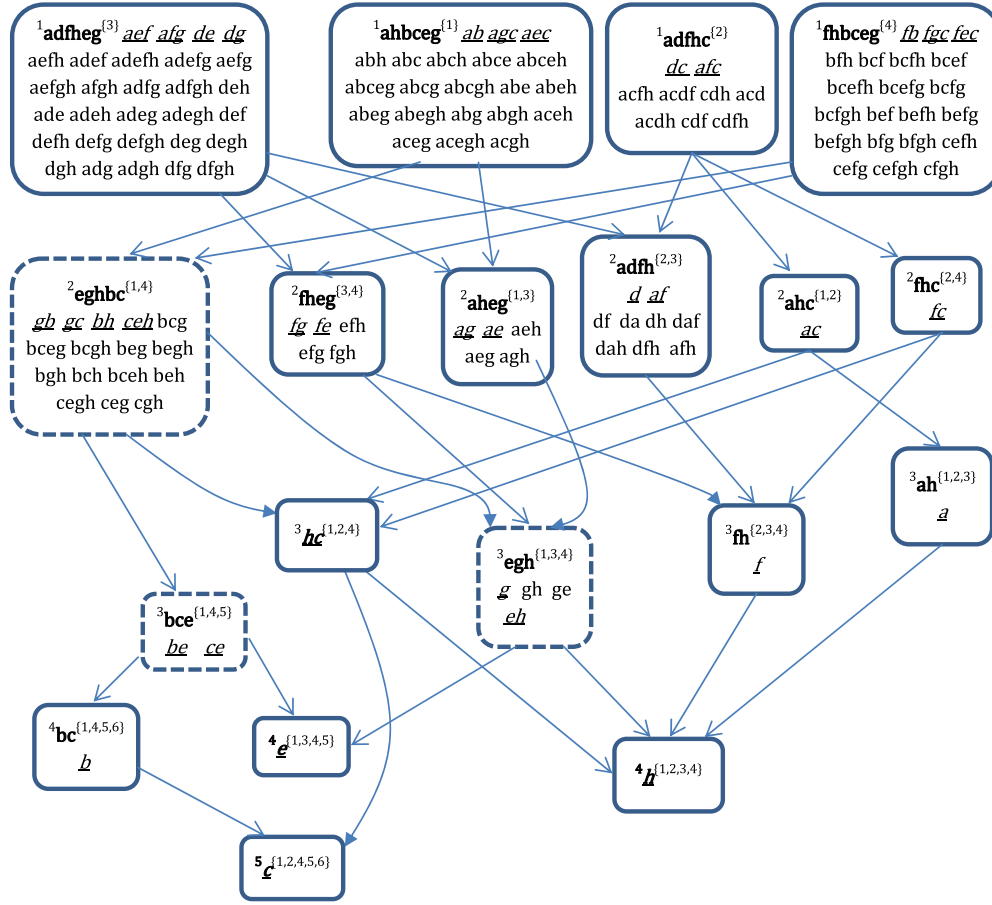 1adfheg{3} aef afg de dg
aefh adef adefh adefg aefg
aefgh afgh adfg adfgh deh
ade adeh adeg adegh def
defh defg defgh deg degh
dgh adg adgh dfg dfgh
1ahbceg{1} ab agc aec
abh abc abch abce abceh
abceg abcg abcgh abe abeh
abeg abegh abg abgh aceh
aceg acegh acgh
1adfhc{2}
dc afc
acfh acdf cdh acd
acdh cdf cdfh
1fhbceg{4} fb fgc fec
bfh bcf bcfh bcef
bcefh bcefg bcfg
bcfgh bef befh befg
befgh bfg bfgh cefh
cefg cefgh cfgh
2eghbc{1,4}
gb gc bh ceh bcg
bceg bcgh beg begh
bgh bch bceh beh
cegh ceg cgh
2fheg{3,4}
fg fe efh
efg fgh
2aheg{1,3}
ag ae aeh
aeg agh
2adfh{2,3}
d af
df da dh daf
dah dfh afh
2ahc{1,2}
ac
2fhc{2,4}
fc
3hc{1,2,4}
3egh{1,3,4}
g gh ge
eh
3fh{2,3,4}
f
3ah{1,2,3}
a
3bce{1,4,5}
be ce
4bc{1,4,5,6}
b
4e{1,3,4,5}
4h{1,2,3,4}
5c{1,2,4,5,6}